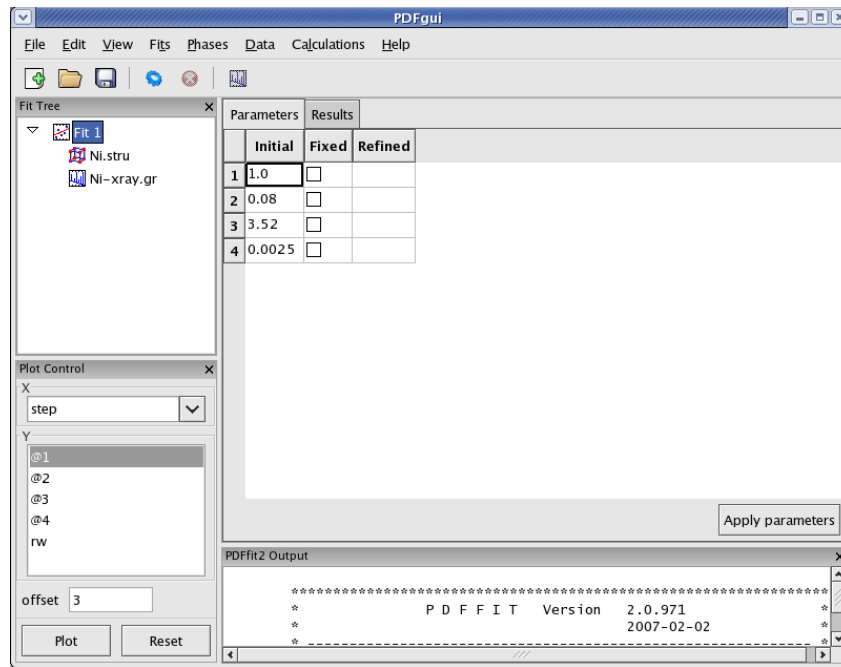 PDFgui
File Edit View Fits Phases Data Calculations Help
Fit Tree
Fit 1
Ni.stru
Ni-xray.gr
Parameters Results
Initial Fixed Refined
1 1.0
2 0.08
3 3.52
4 0.0025
Plot Control
X
step
Y
@1
@2
@3
@4
rw
offset 3
Plot Reset
Apply parameters
PDFfit2 Output
****************************************************************
* P D F F I T Version 2.0.971 *
* 2007-02-02 *
* ------------------------------------------------------------ *